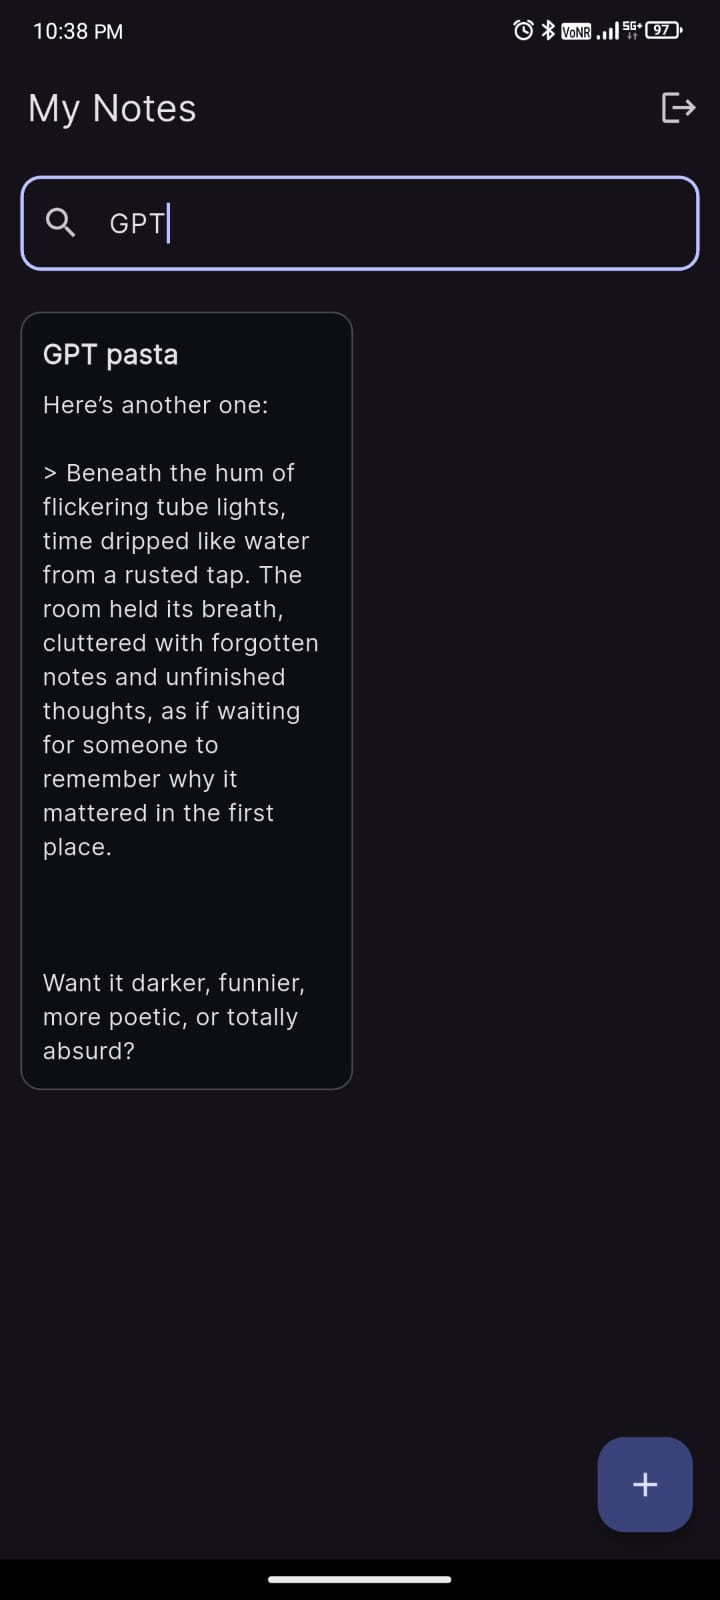 10:38 PM
VoNR 5G+ 97
My Notes
GPT
GPT pasta
Here’s another one:
> Beneath the hum of
flickering tube lights,
time dripped like water
from a rusted tap. The
room held its breath,
cluttered with forgotten
notes and unfinished
thoughts, as if waiting
for someone to
remember why it
mattered in the first
place.
Want it darker, funnier,
more poetic, or totally
absurd?